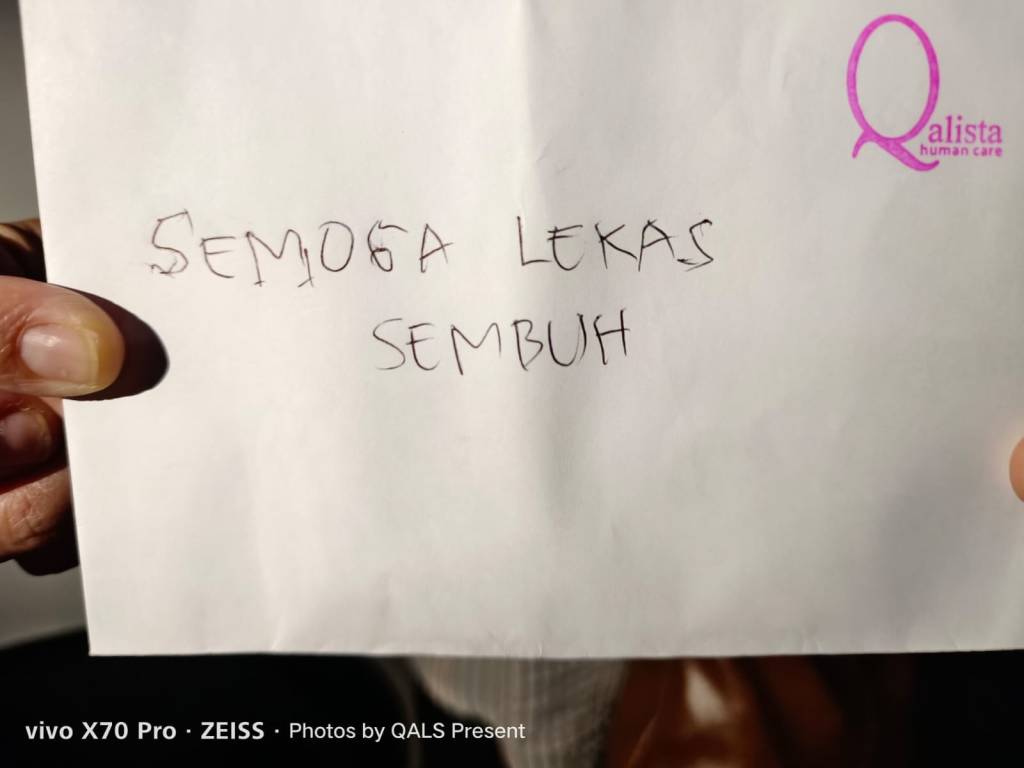 Qalista
human care
SEMOGA LEKAS
SEMBUH
vivo X70 Pro · ZEISS · Photos by QALS Present